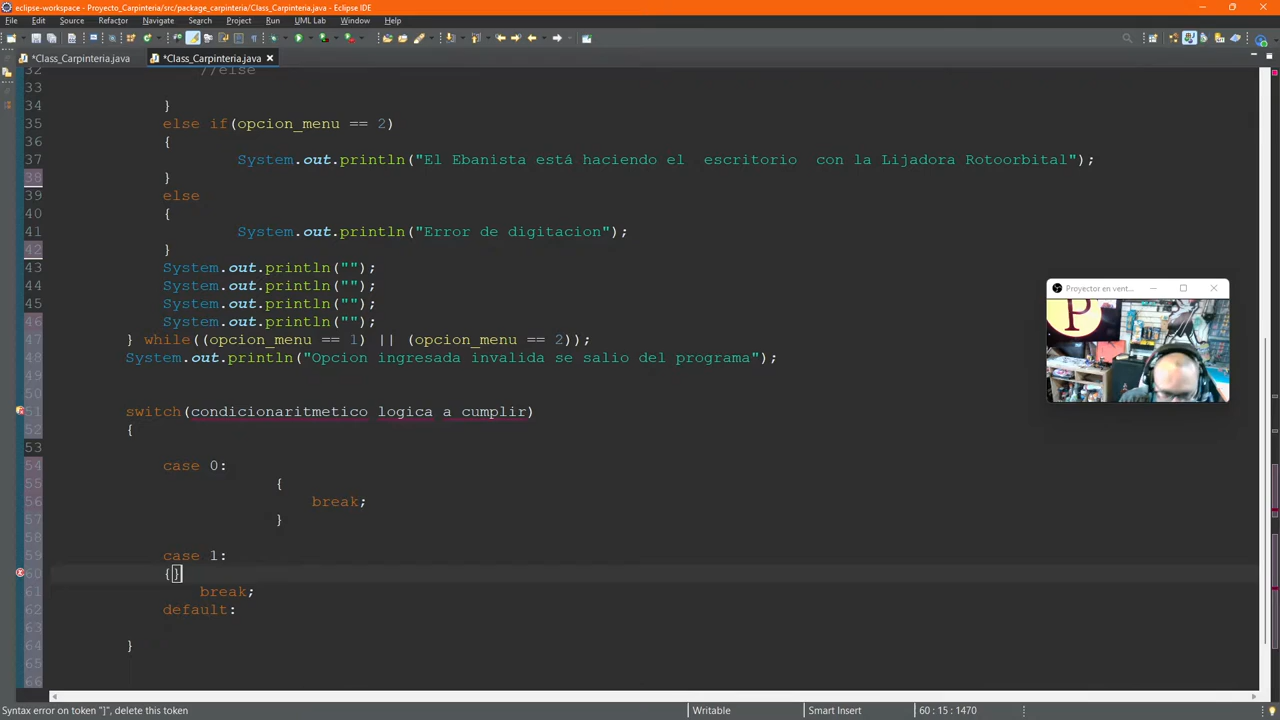 eclipse-workspace - Proyecto_Carpinteria/src/package_carpinteria/Class_Carpinteria.java - Eclipse IDE
File Edit Source Refactor Navigate Search Project Run UML Lab Window Help
*Class_Carpinteria.java *Class_Carpinteria.java
32 //else
33
34 }
35 else if(opcion_menu == 2)
36 {
37 System.out.println("El Ebanista está haciendo el  escritorio  con la Lijadora Rotoorbital");
38 }
39 else
40 {
41 System.out.println("Error de digitacion");
42 }
43 System.out.println("");
44 System.out.println("");
45 System.out.println("");
46 System.out.println("");
47 } while((opcion_menu == 1) || (opcion_menu == 2));
48 System.out.println("Opcion ingresada invalida se salio del programa");
49
50
51 switch(condicionaritmetico logica a cumplir)
52 {
53
54 case 0:
55 {
56 break;
57 }
58
59 case 1:
60 {}
61 break;
62 default:
63
64 }
65
66
Proyector en vent...
P
Syntax error on token "}", delete this token Writable Smart Insert 60 : 15 : 1470